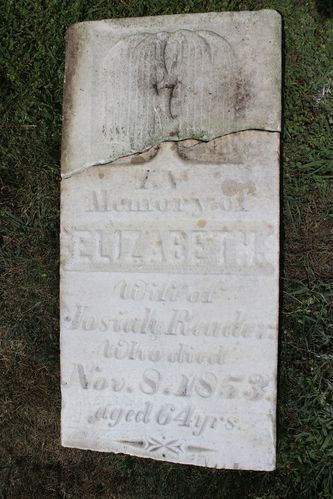 IN
Memory of
ELIZABETH.
Wife of
Josiah Reader.
Who died
Nov. 8. 1853.
aged 64 yrs.